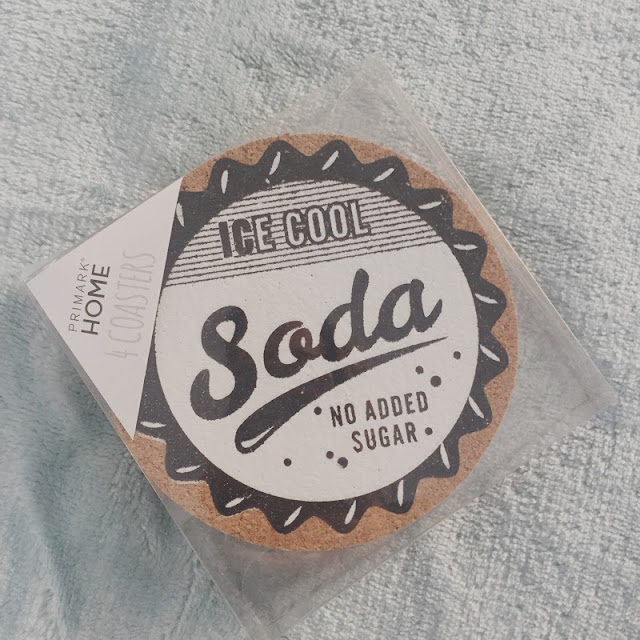 PRIMARK®
HOME
4 COASTERS
ICE COOL
Soda
NO ADDED
SUGAR